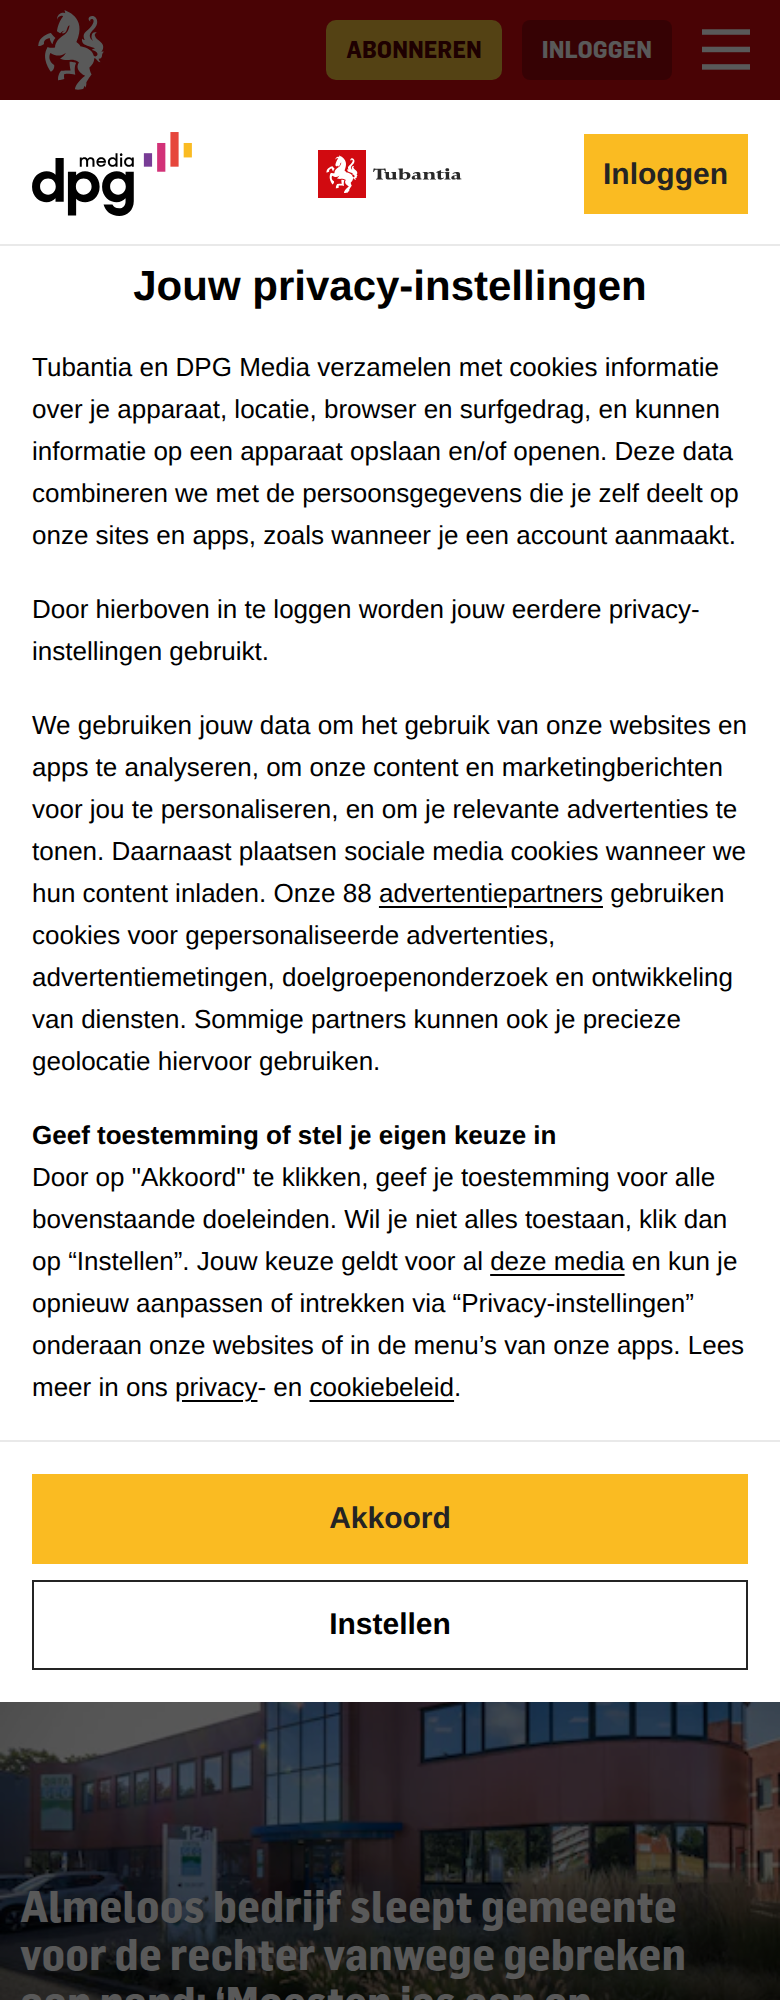 ABONNEREN INLOGGEN
media
dpg
Tubantia
Inloggen
Jouw privacy-instellingen
Tubantia en DPG Media verzamelen met cookies informatie
over je apparaat, locatie, browser en surfgedrag, en kunnen
informatie op een apparaat opslaan en/of openen. Deze data
combineren we met de persoonsgegevens die je zelf deelt op
onze sites en apps, zoals wanneer je een account aanmaakt.
Door hierboven in te loggen worden jouw eerdere privacy-
instellingen gebruikt.
We gebruiken jouw data om het gebruik van onze websites en
apps te analyseren, om onze content en marketingberichten
voor jou te personaliseren, en om je relevante advertenties te
tonen. Daarnaast plaatsen sociale media cookies wanneer we
hun content inladen. Onze 88 advertentiepartners gebruiken
cookies voor gepersonaliseerde advertenties,
advertentiemetingen, doelgroepenonderzoek en ontwikkeling
van diensten. Sommige partners kunnen ook je precieze
geolocatie hiervoor gebruiken.
Geef toestemming of stel je eigen keuze in
Door op "Akkoord" te klikken, geef je toestemming voor alle
bovenstaande doeleinden. Wil je niet alles toestaan, klik dan
op “Instellen”. Jouw keuze geldt voor al deze media en kun je
opnieuw aanpassen of intrekken via “Privacy-instellingen”
onderaan onze websites of in de menu’s van onze apps. Lees
meer in ons privacy- en cookiebeleid.
Akkoord
Instellen
Almeloos bedrijf sleept gemeente
voor de rechter vanwege gebreken